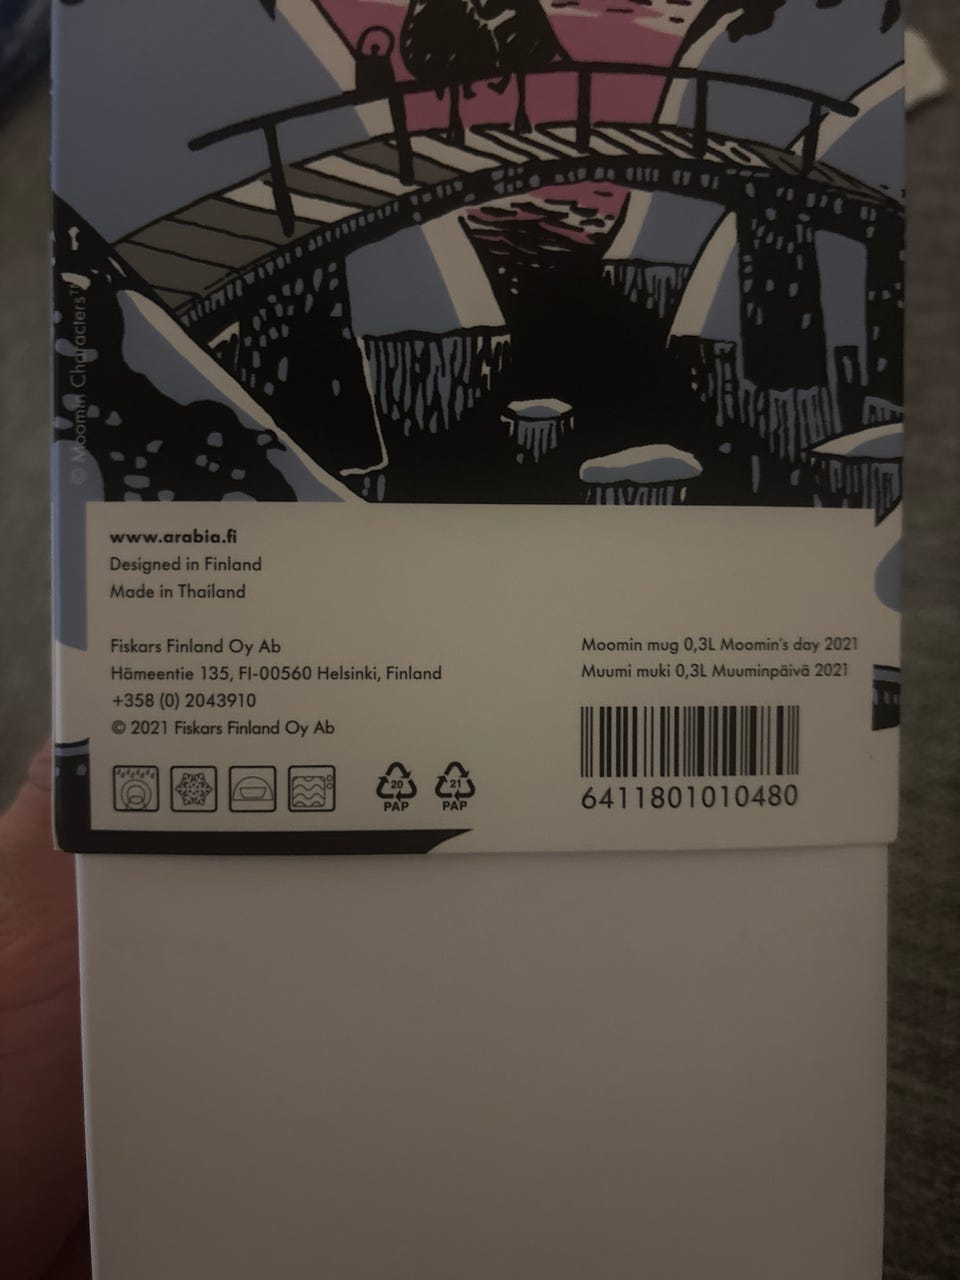 © Moomin Characters™
www.arabia.fi
Designed in Finland
Made in Thailand
Fiskars Finland Oy Ab
Hämeentie 135, FI-00560 Helsinki, Finland
+358 (0) 2043910
© 2021 Fiskars Finland Oy Ab
20
PAP
21
PAP
Moomin mug 0,3L Moomin's day 2021
Muumi muki 0,3L Muuminpäivä 2021
6411801010480